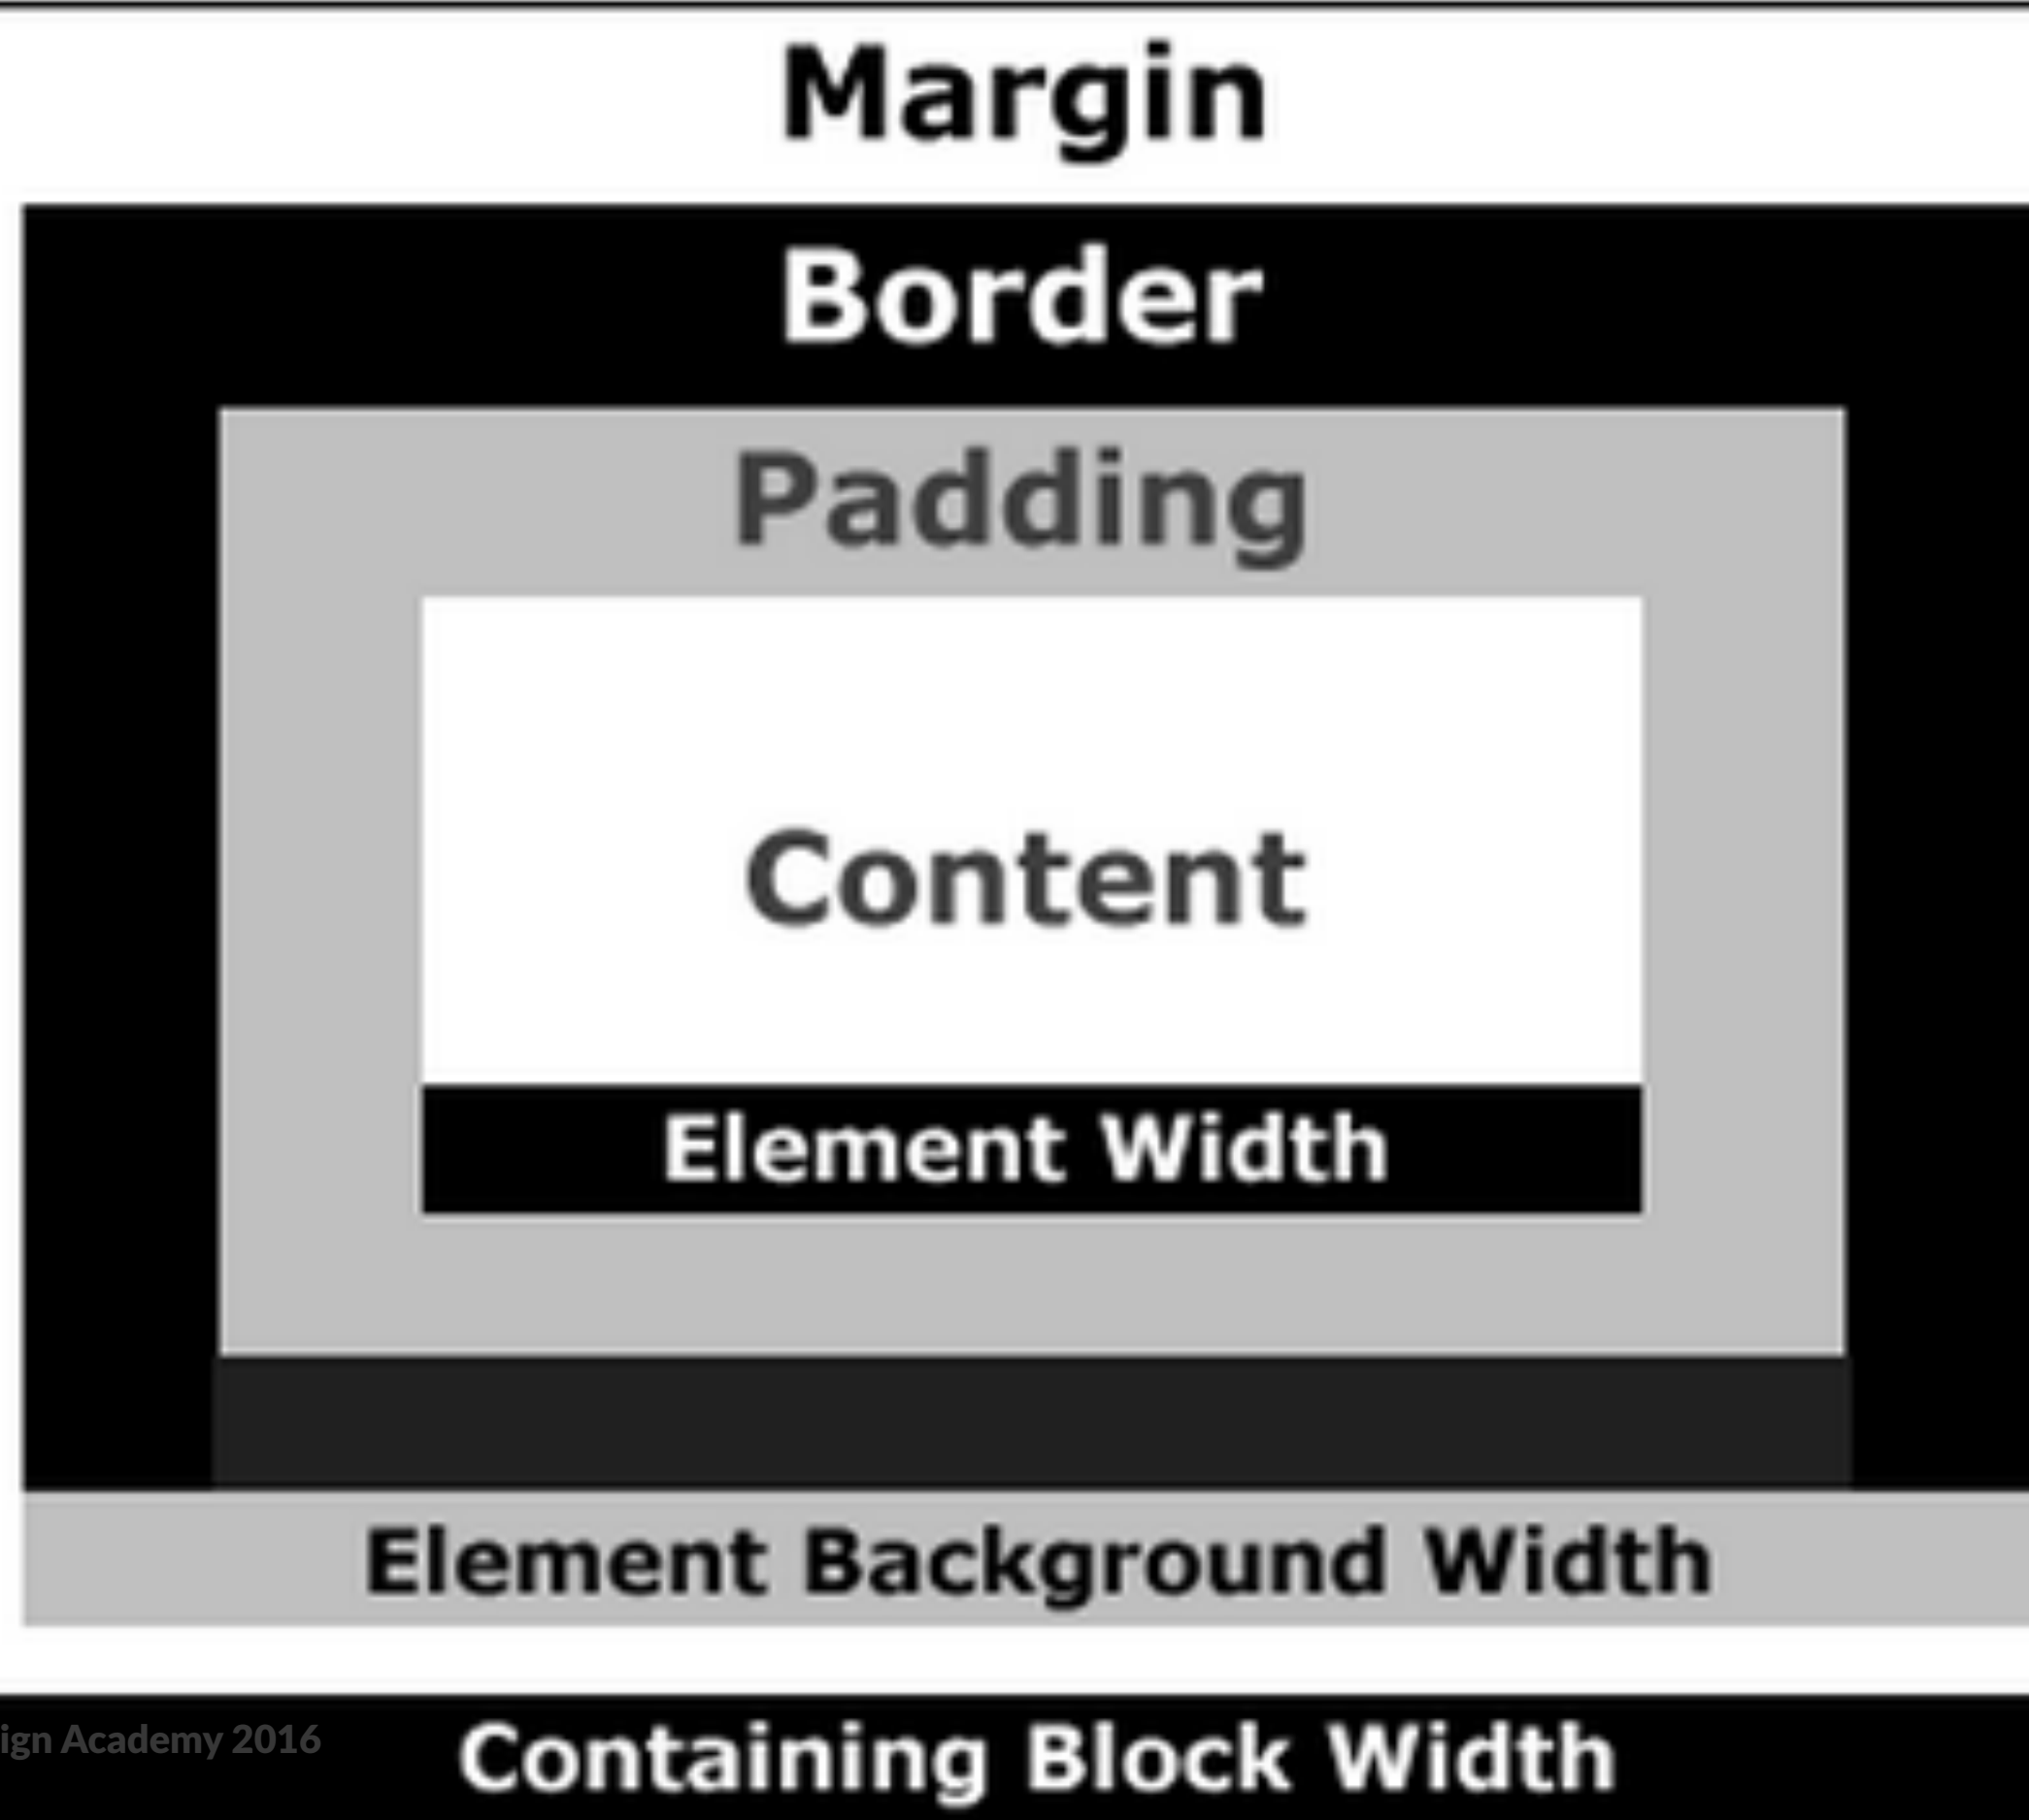 Margin
Border
Padding
Content
Element Width
Element Background Width
ign Academy 2016
Containing Block Width